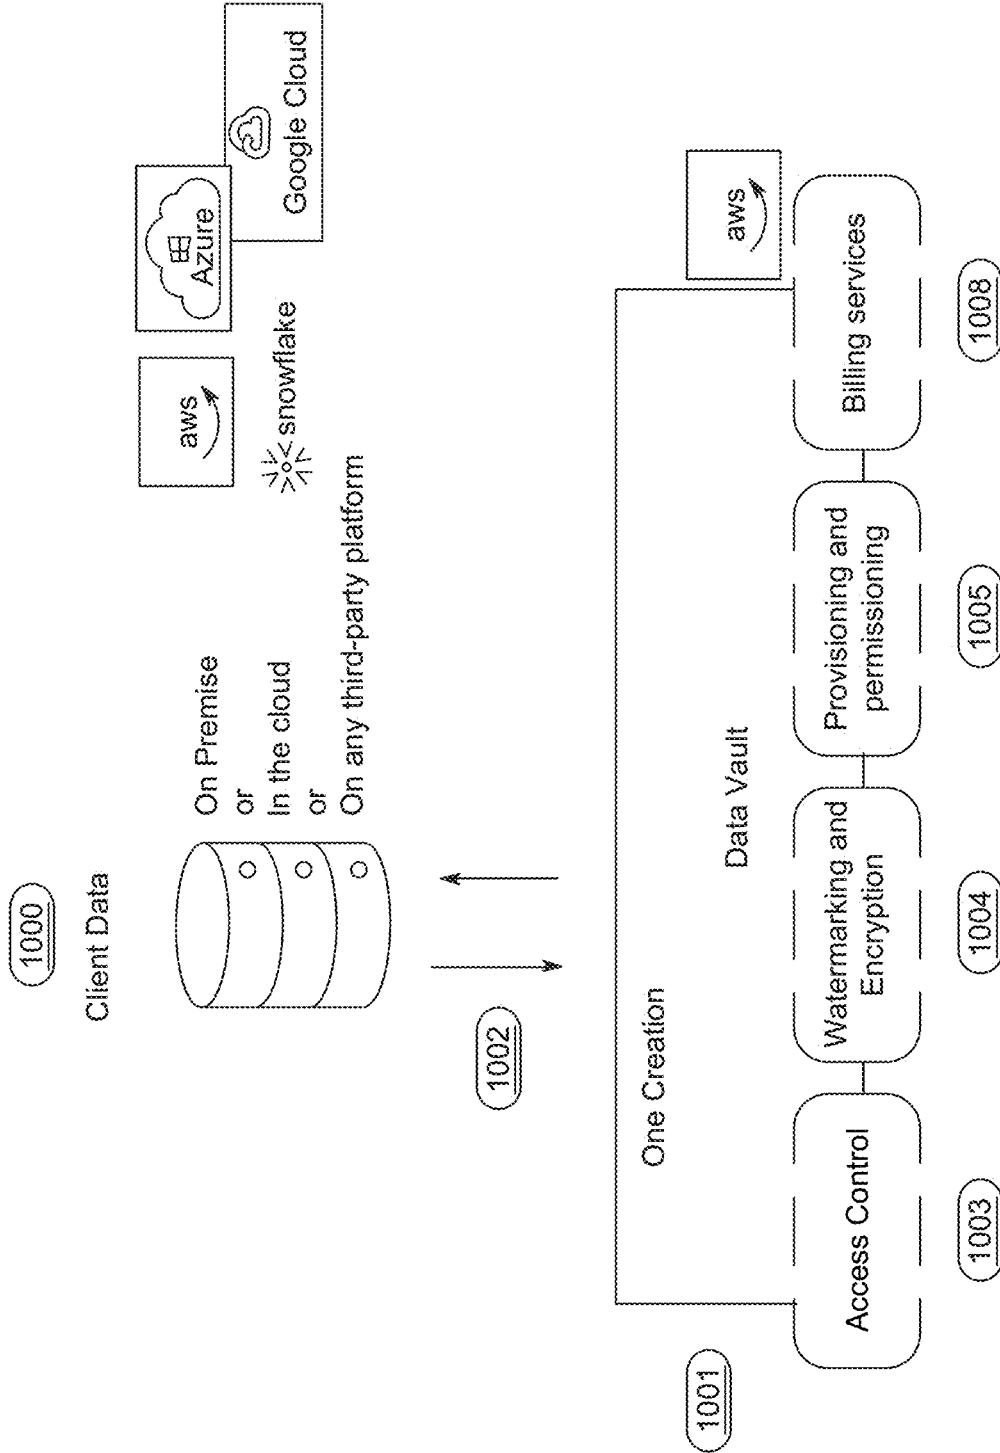 1000
Client Data
On Premise
or
In the cloud
or
On any third-party platform
aws
Azure
Google Cloud
snowflake
1002
One Creation
Data Vault
aws
1001
Access Control
Watermarking and
Encryption
Provisioning and
permissioning
Billing services
1003
1004
1005
1008